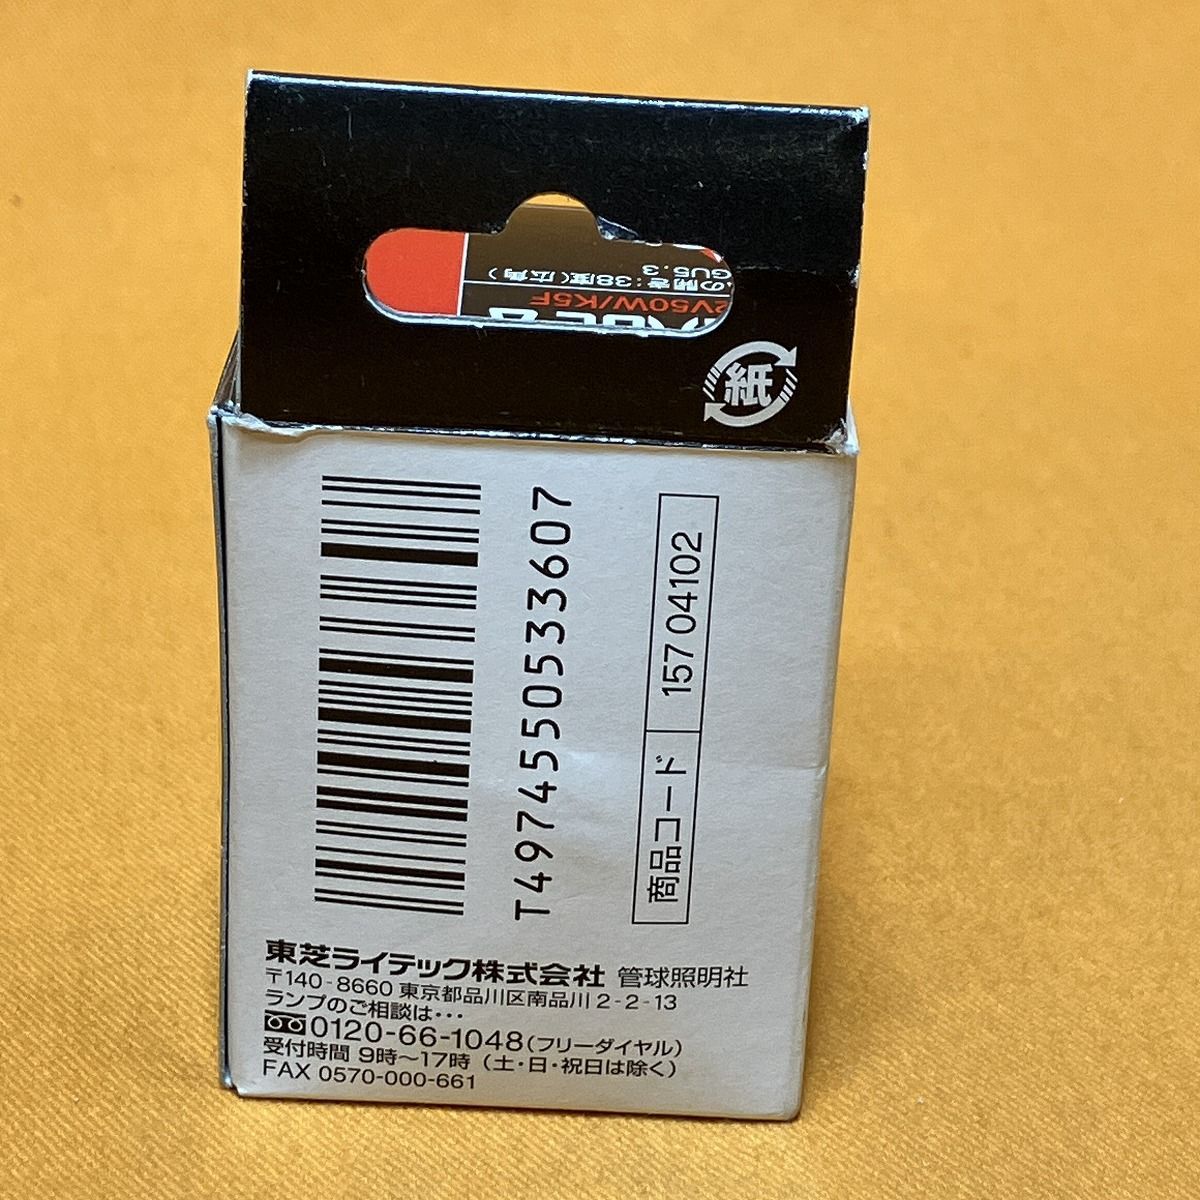 GU5.3
の開き:38度(広角)
2V50W/K5F
紙
T4974550533607
商品コード 157 04102
東芝ライテック株式会社 管球照明社
〒140-8660 東京都品川区南品川2-2-13
ランプのご相談は・・・
0120-66-1048(フリーダイヤル)
受付時間 9時～17時(土・日・祝日は除く)
FAX 0570-000-661